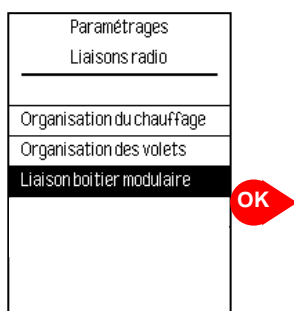 Paramétrages
Liaisons radio
Organisation du chauffage
Organisation des volets
Liaison boitier modulaire
OK